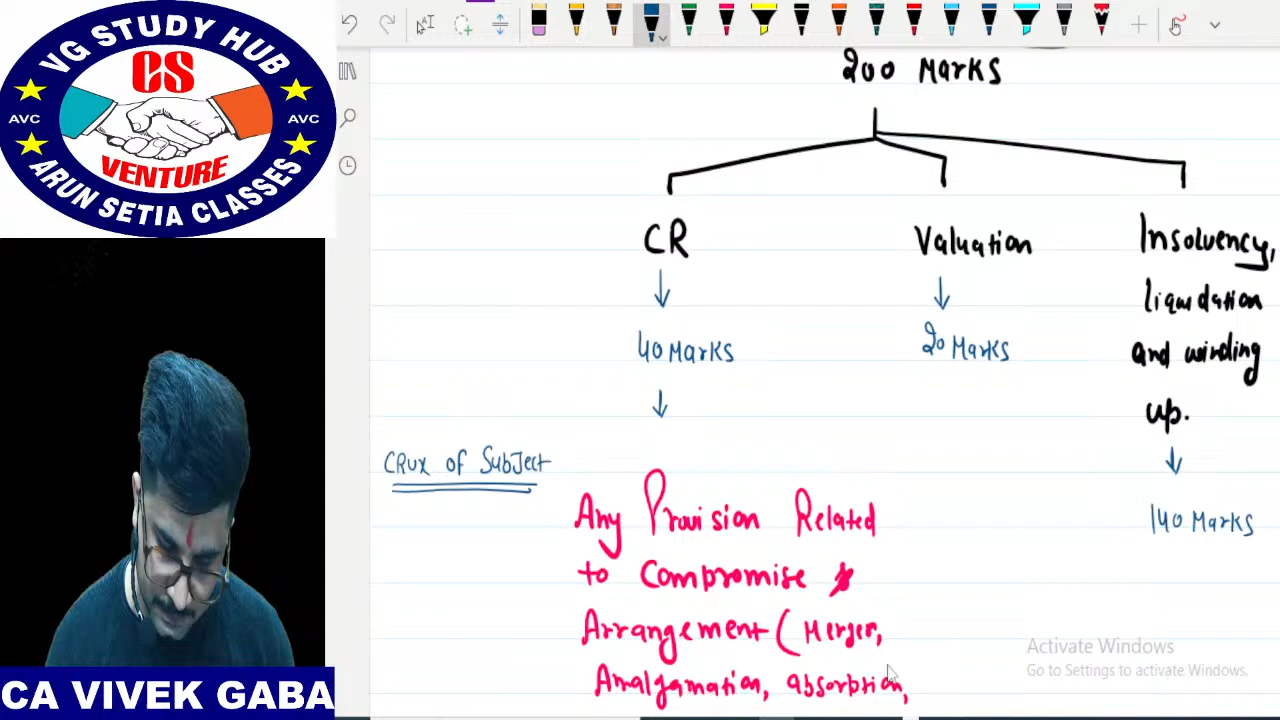 VG STUDY HUB
CS
AVC
AVC
VENTURE
ARUN SETIA CLASSES
CA VIVEK GABA
200 Marks
CR
Valuation
Insolvency,
liquidation
and winding
up.
40 Marks
20 Marks
140 Marks
Crux of Subject
Any Provision Related
to Compromise &
Arrangement (Merger,
Amalgamation, absorbtion,
Activate Windows
Go to Settings to activate Windows.